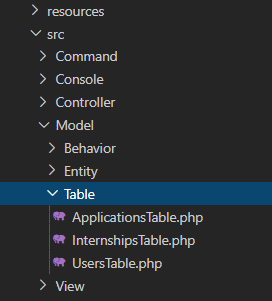 resources
src
Command
Console
Controller
Model
Behavior
Entity
Table
ApplicationsTable.php
InternshipsTable.php
UsersTable.php
View